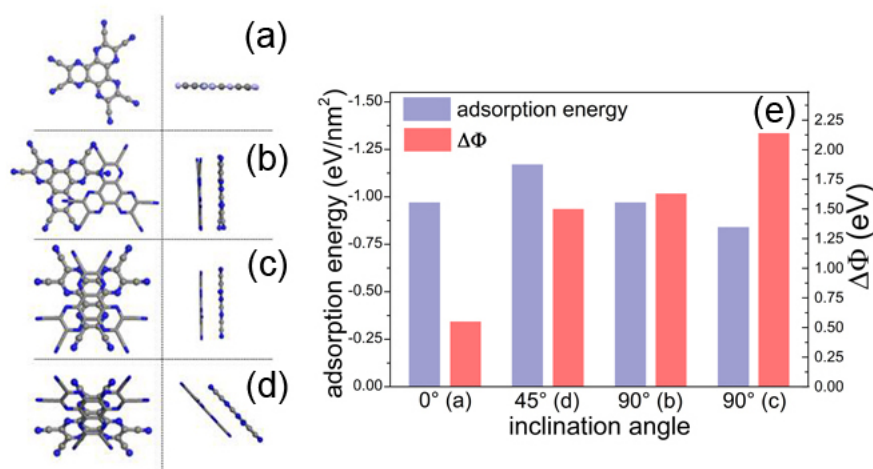 (a)
(b)
(c)
(d)
(e)
adsorption energy
ΔΦ
adsorption energy (eV/nm²)
-1.50
-1.25
-1.00
-0.75
-0.50
-0.25
0.00
2.25
2.00
1.75
1.50
1.25
1.00
0.75
0.50
0.25
0.00
ΔΦ (eV)
0° (a) 45° (d) 90° (b) 90° (c)
inclination angle